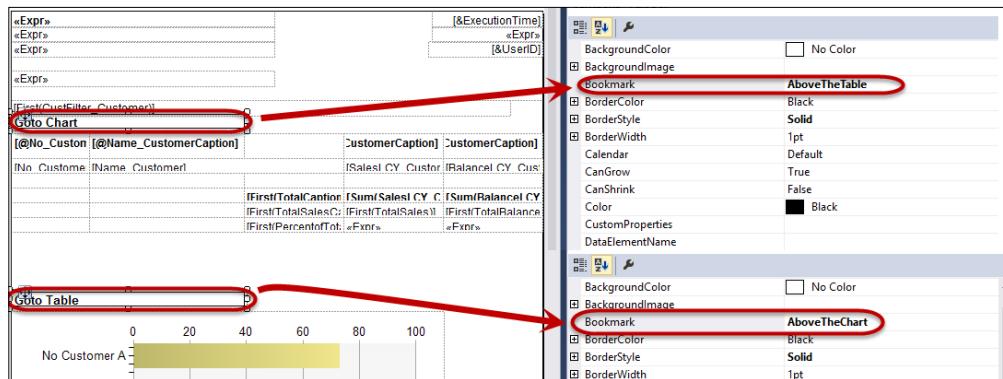 «Expr»
[&ExecutionTime]
«Expr»
«Expr»
«Expr»
[&UserID]
«Expr»
[First(CustFilter_Customer)]
Goto Chart
[@No_Custon [@Name_CustomerCaption] CustomerCaption] CustomerCaption]
[No_Custome [Name_Customer] [SalesLCY_Custor [BalanceLCY_Cust
[First(TotalCaption [Sum(SalesLCY_C [Sum(BalanceLCY
[First(TotalSalesCa [First(TotalSales)] [First(TotalBalance
[First(PercentofTot. «Expr» «Expr»
Goto Table
0 20 40 60 80 100
No Customer A
BackgroundColor No Color
BackgroundImage
Bookmark AboveTheTable
BorderColor Black
BorderStyle Solid
BorderWidth 1pt
Calendar Default
CanGrow True
CanShrink False
Color Black
CustomProperties
DataElementName
BackgroundColor No Color
BackgroundImage
Bookmark AboveTheChart
BorderColor Black
BorderStyle Solid
BorderWidth 1pt